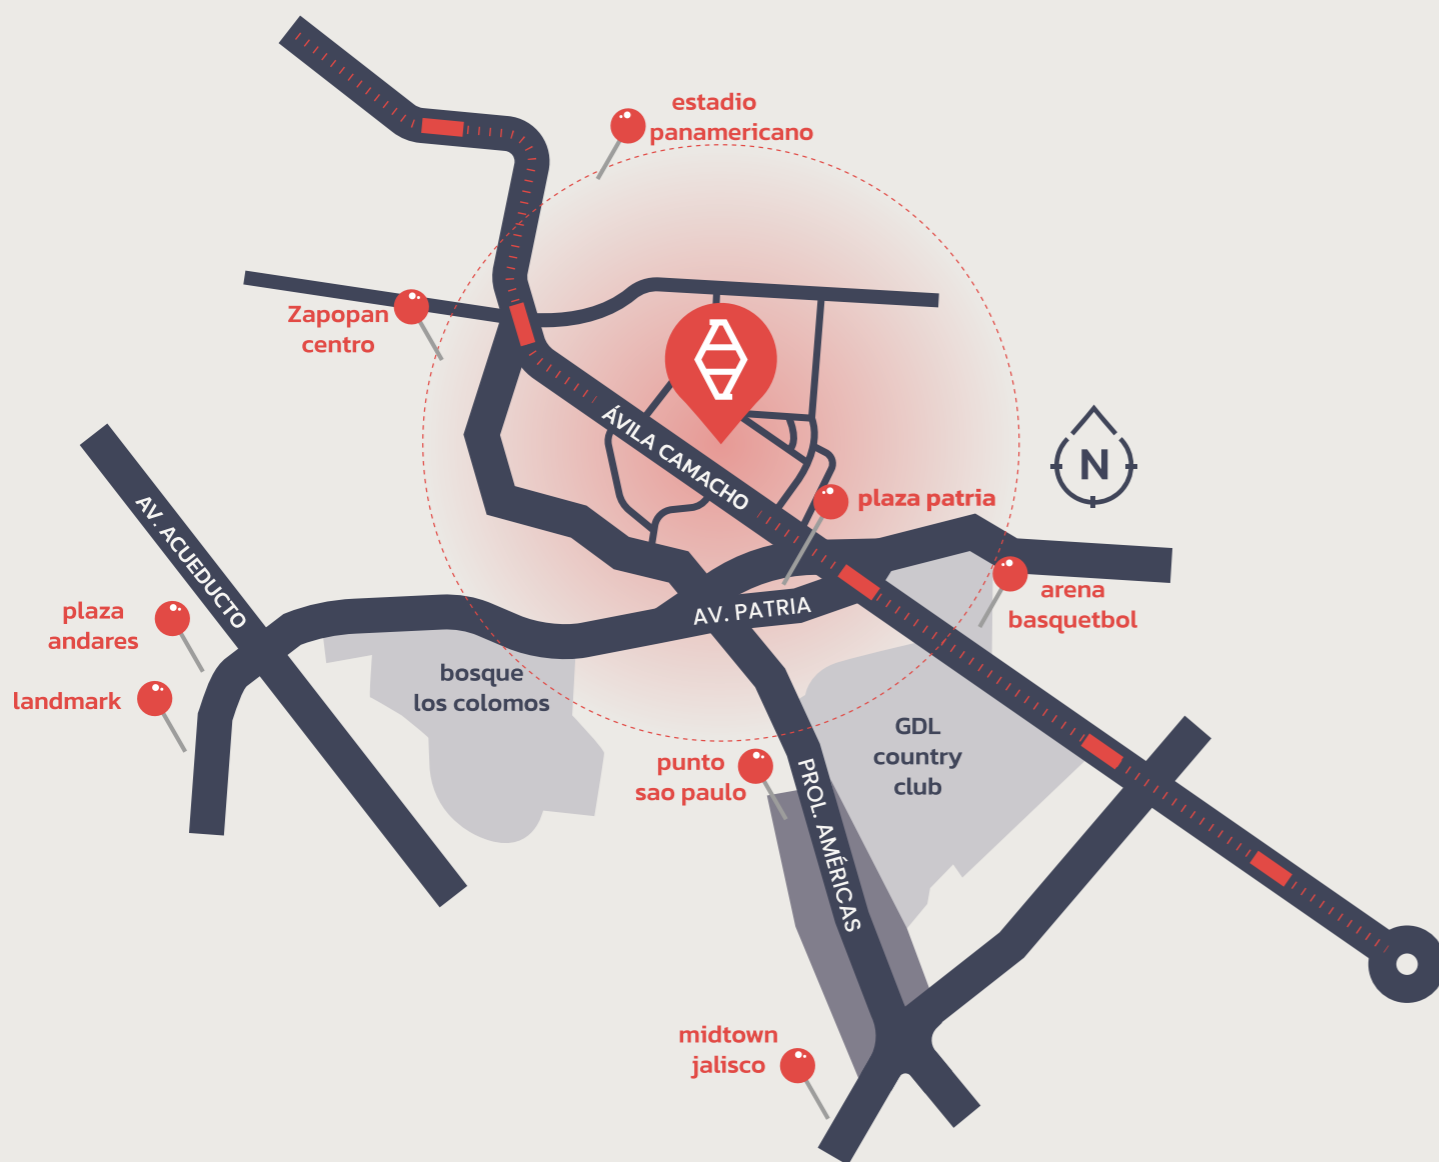 estadio
panamericano
Zapopan
centro
ÁVILA CAMACHO
N
plaza patria
AV. ACUEDUCTO
arena
basquetbol
AV. PATRIA
plaza
andares
landmark
bosque
los colomos
GDL
country
club
punto
sao paulo
PROL. AMÉRICAS
midtown
jalisco